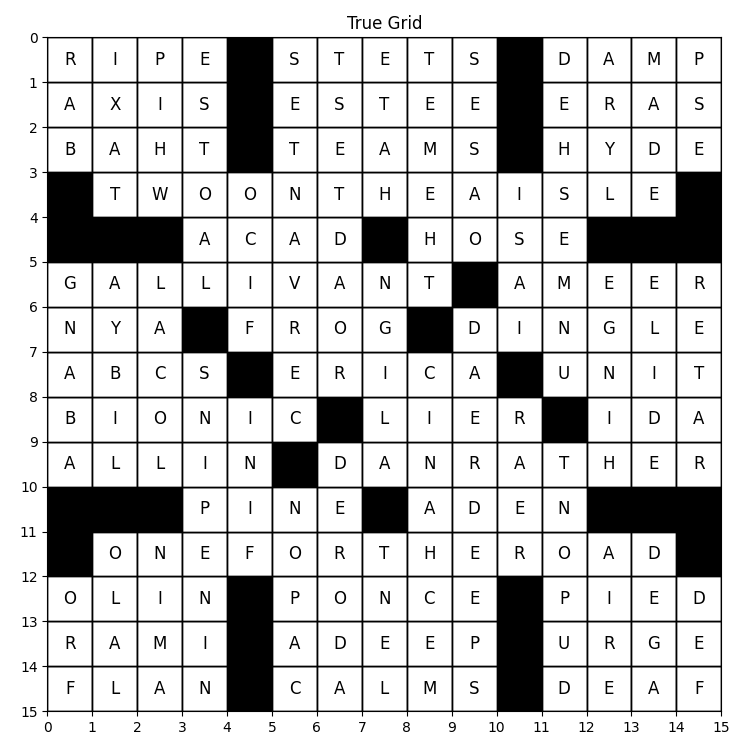 True Grid
0 R I P E S T E T S D A M P
1 A X I S E S T E E E R A S
2 B A H T T E A M S H Y D E
3 T W O O N T H E A I S L E
4 A C A D H O S E
5 G A L L I V A N T A M E E R
6 N Y A F R O G D I N G L E
7 A B C S E R I C A U N I T
8 B I O N I C L I E R I D A
9 A L L I N D A N R A T H E R
10 P I N E A D E N
11 O N E F O R T H E R O A D
12 O L I N P O N C E P I E D
13 R A M I A D E E P U R G E
14 F L A N C A L M S D E A F
15
0 1 2 3 4 5 6 7 8 9 10 11 12 13 14 15